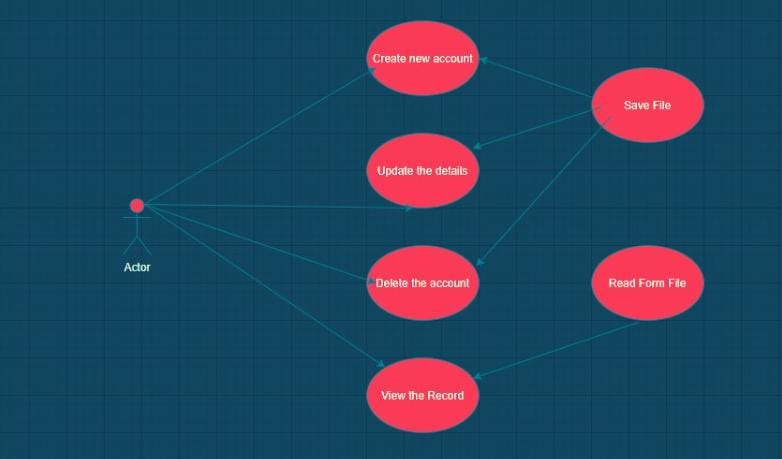 Create new account
Save File
Update the details
Actor
Delete the account
Read Form File
View the Record